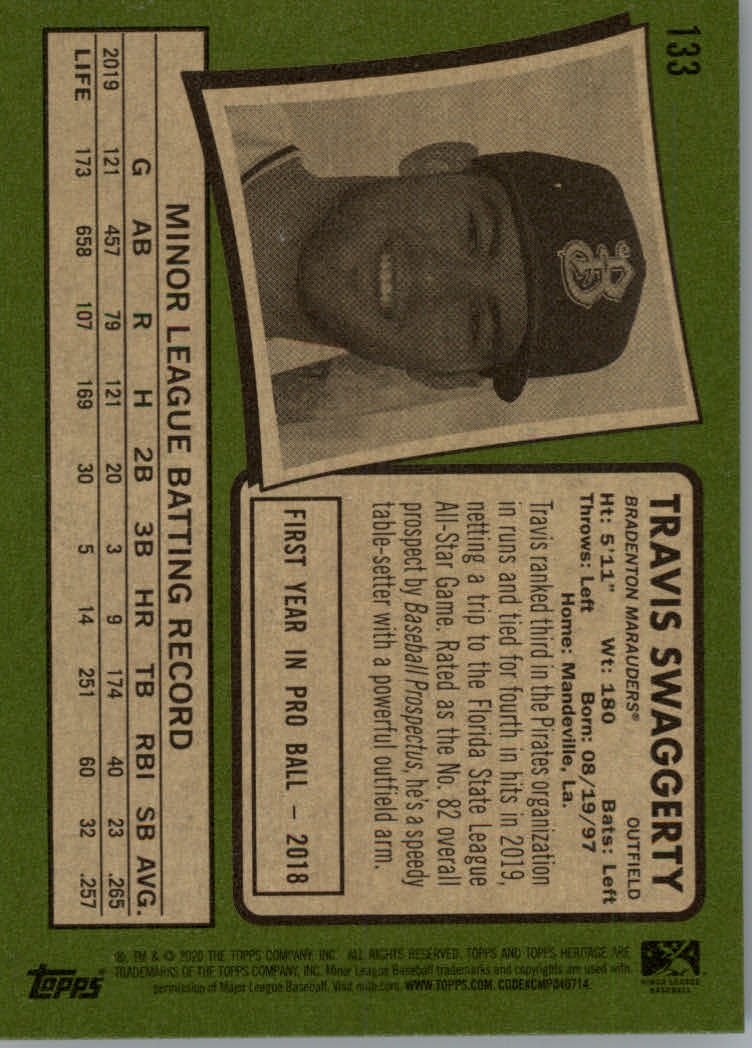 133
B
TRAVIS SWAGGERTY
BRADENTON MARAUDERS® OUTFIELD
Ht: 5'11" Wt: 180 Bats: Left
Throws: Left Born: 08/19/97
Home: Mandeville, La.
Travis ranked third in the Pirates organization
in runs and tied for fourth in hits in 2019,
netting a trip to the Florida State League
All-Star Game. Rated as the No. 82 overall
prospect by Baseball Prospectus, he's a speedy
table-setter with a powerful outfield arm.
FIRST YEAR IN PRO BALL – 2018
MINOR LEAGUE BATTING RECORD
G AB R H 2B 3B HR TB RBI SB AVG.
2019 121 457 79 121 20 3 9 174 40 23 .265
LIFE 173 658 107 169 30 5 14 251 60 32 .257
MINOR LEAGUE
BASEBALL
®, TM & © 2020 THE TOPPS COMPANY, INC. ALL RIGHTS RESERVED. TOPPS AND TOPPS HERITAGE ARE
TRADEMARKS OF THE TOPPS COMPANY, INC. Minor League Baseball trademarks and copyrights are used with
permission of Major League Baseball. Visit milb.com. WWW.TOPPS.COM. CODE#CMP048714.
topps®